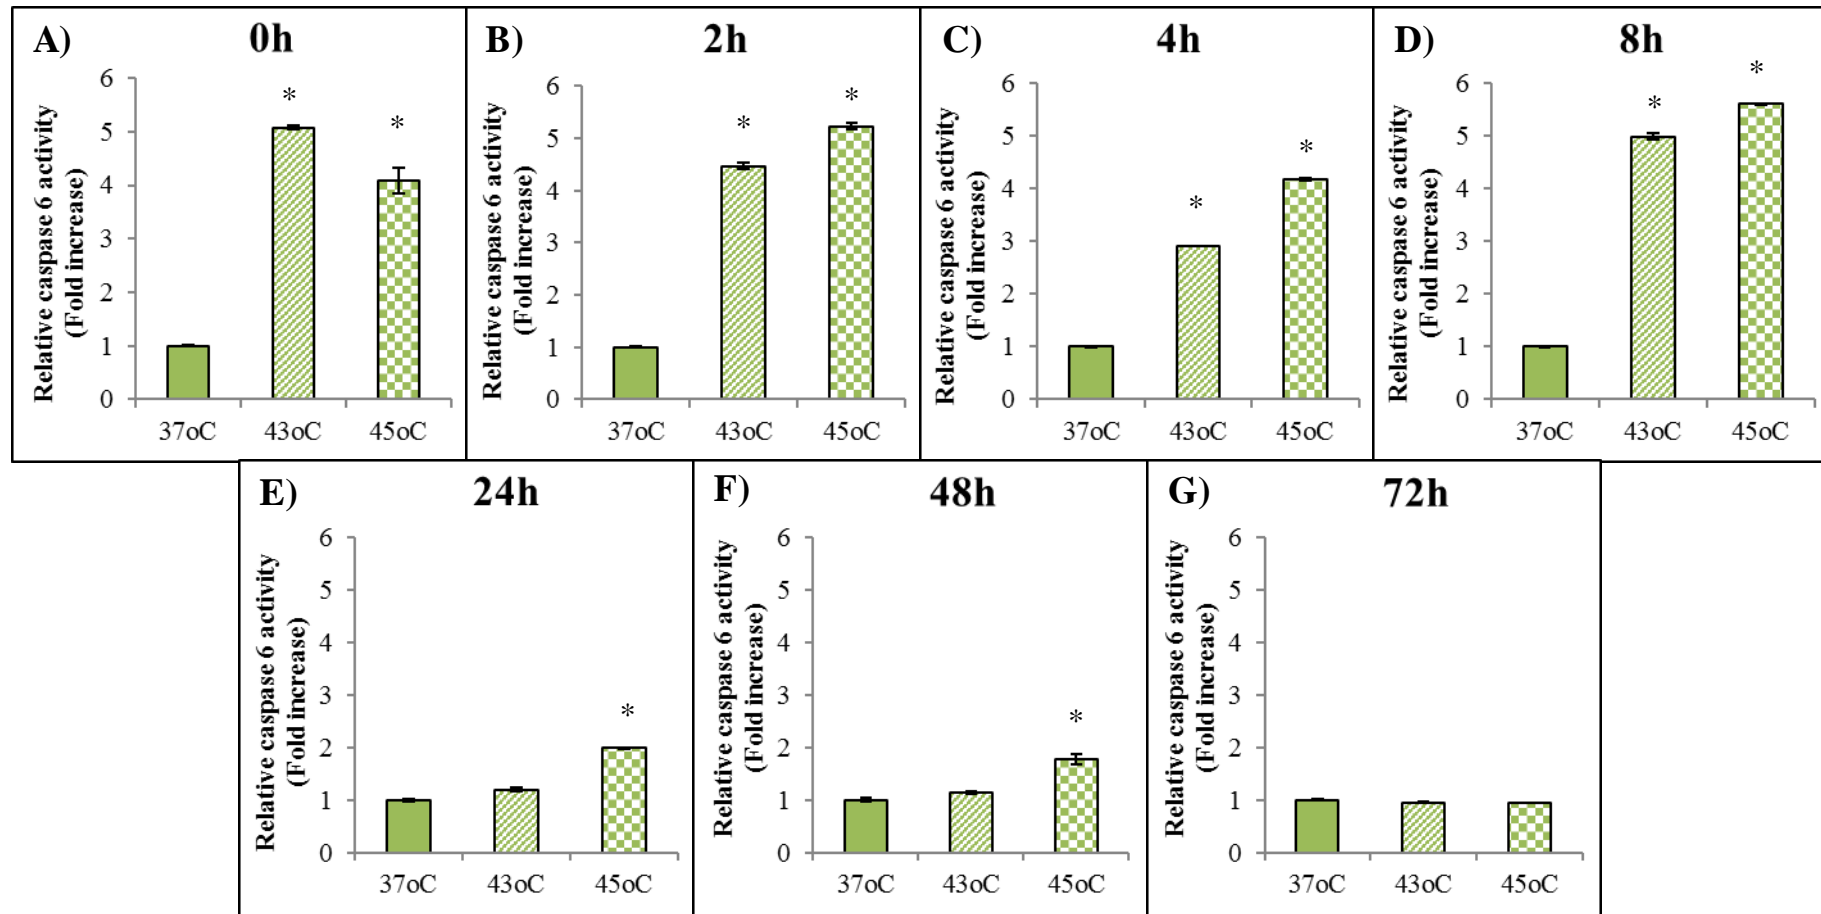 A) 0h
Relative caspase 6 activity
(Fold increase)
6
5
4
3
2
1
0
*
*
37oC 43oC 45oC
B) 2h
Relative caspase 6 activity
(Fold increase)
6
5
4
3
2
1
0
*
*
37oC 43oC 45oC
C) 4h
Relative caspase 6 activity
(Fold increase)
6
5
4
3
2
1
0
*
*
37oC 43oC 45oC
D) 8h
Relative caspase 6 activity
(Fold increase)
6
5
4
3
2
1
0
*
*
37oC 43oC 45oC
E) 24h
Relative caspase 6 activity
(Fold increase)
6
5
4
3
2
1
0
*
37oC 43oC 45oC
F) 48h
Relative caspase 6 activity
(Fold increase)
6
5
4
3
2
1
0
*
37oC 43oC 45oC
G) 72h
Relative caspase 6 activity
(Fold increase)
6
5
4
3
2
1
0
37oC 43oC 45oC